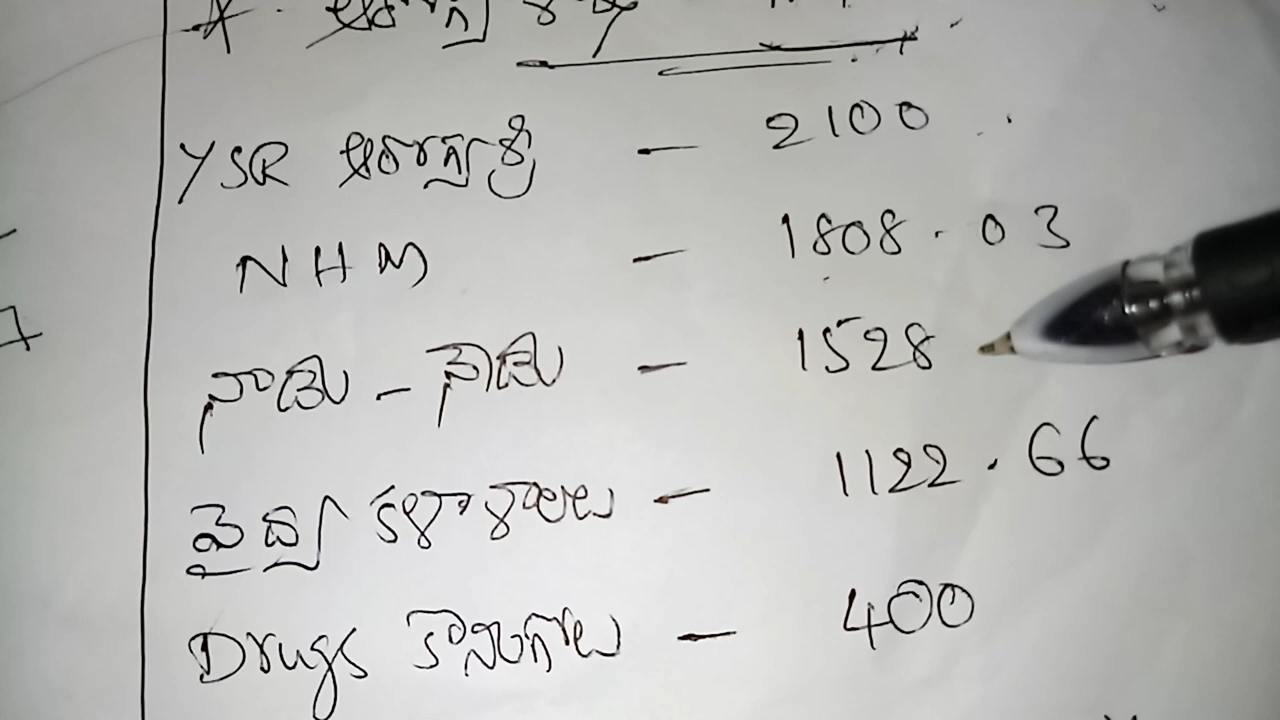 YSR ఆరోగ్యశ్రీ - 2100
NHM - 1808.03
నాడు - నేడు - 1528
వైద్య కళాశాలలు - 1122.66
Drugs కొనుగోలు - 400